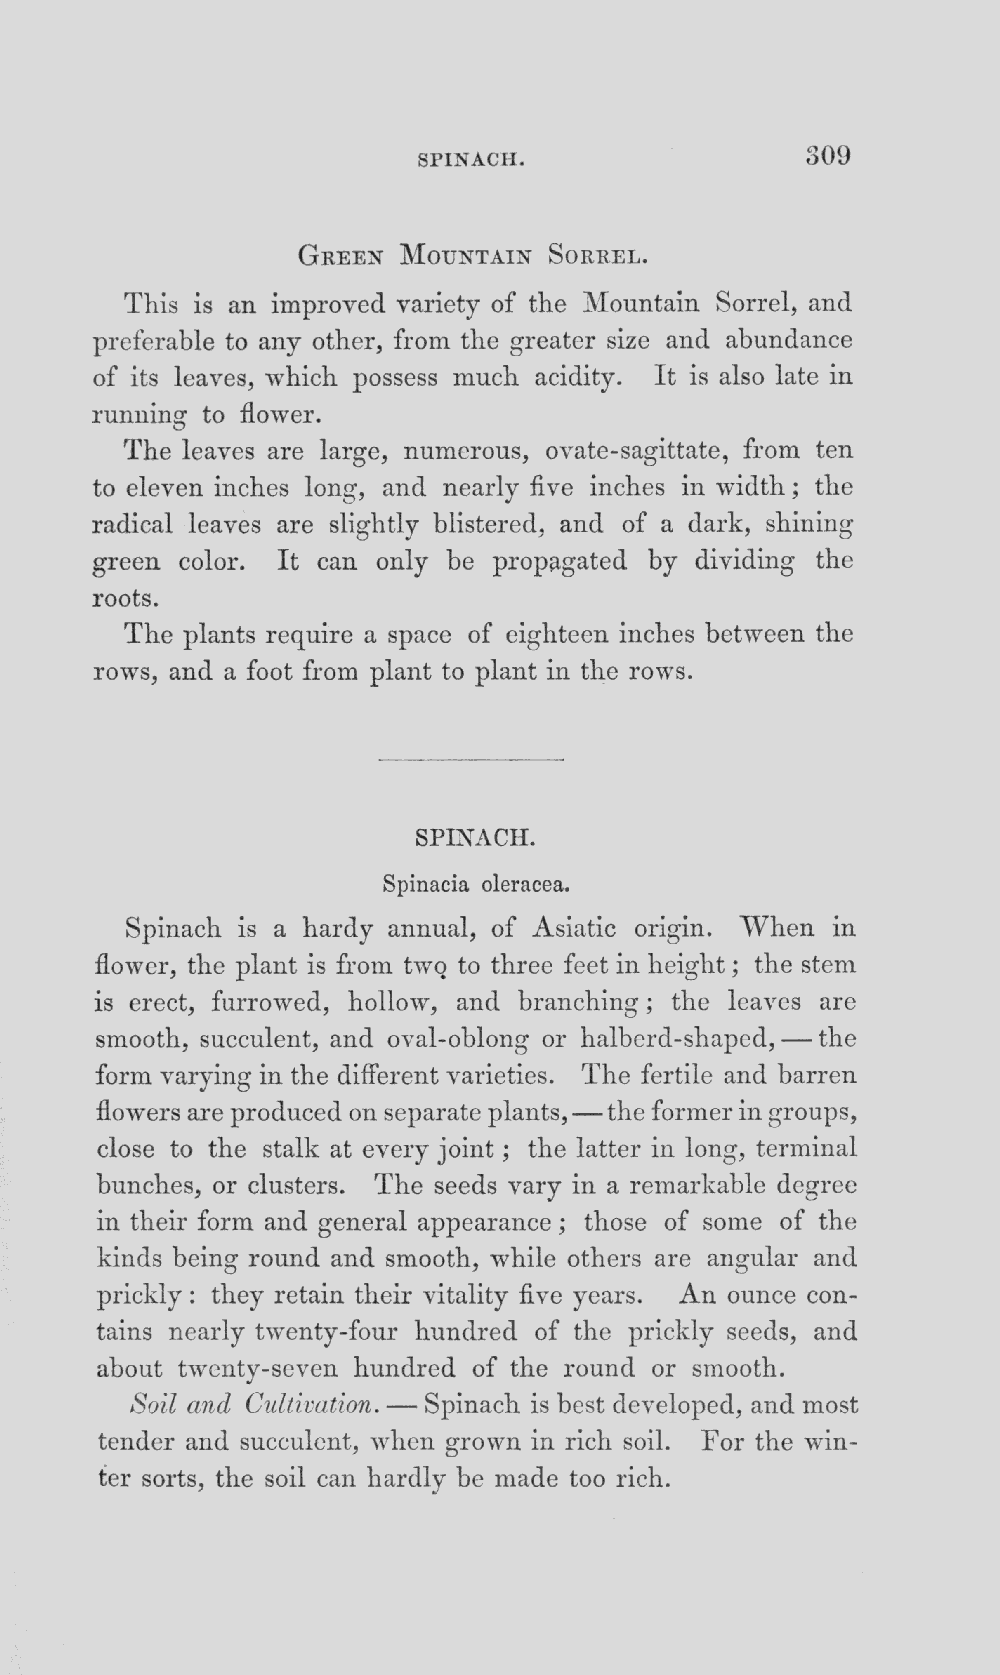 SPINACH. 309
GREEN MOUNTAIN SORREL.
This is an improved variety of the Mountain Sorrel, and
preferable to any other, from the greater size and abundance
of its leaves, which possess much acidity. It is also late in
running to flower.
The leaves are large, numerous, ovate-sagittate, from ten
to eleven inches long, and nearly five inches in width; the
radical leaves are slightly blistered, and of a dark, shining
green color. It can only be propagated by dividing the
roots.
The plants require a space of eighteen inches between the
rows, and a foot from plant to plant in the rows.
SPINACH.
Spinacia oleracea.
Spinach is a hardy annual, of Asiatic origin. When in
flower, the plant is from two to three feet in height; the stem
is erect, furrowed, hollow, and branching; the leaves are
smooth, succulent, and oval-oblong or halberd-shaped, — the
form varying in the different varieties. The fertile and barren
flowers are produced on separate plants, — the former in groups,
close to the stalk at every joint; the latter in long, terminal
bunches, or clusters. The seeds vary in a remarkable degree
in their form and general appearance; those of some of the
kinds being round and smooth, while others are angular and
prickly: they retain their vitality five years. An ounce con-
tains nearly twenty-four hundred of the prickly seeds, and
about twenty-seven hundred of the round or smooth.
Soil and Cultivation. — Spinach is best developed, and most
tender and succulent, when grown in rich soil. For the win-
ter sorts, the soil can hardly be made too rich.